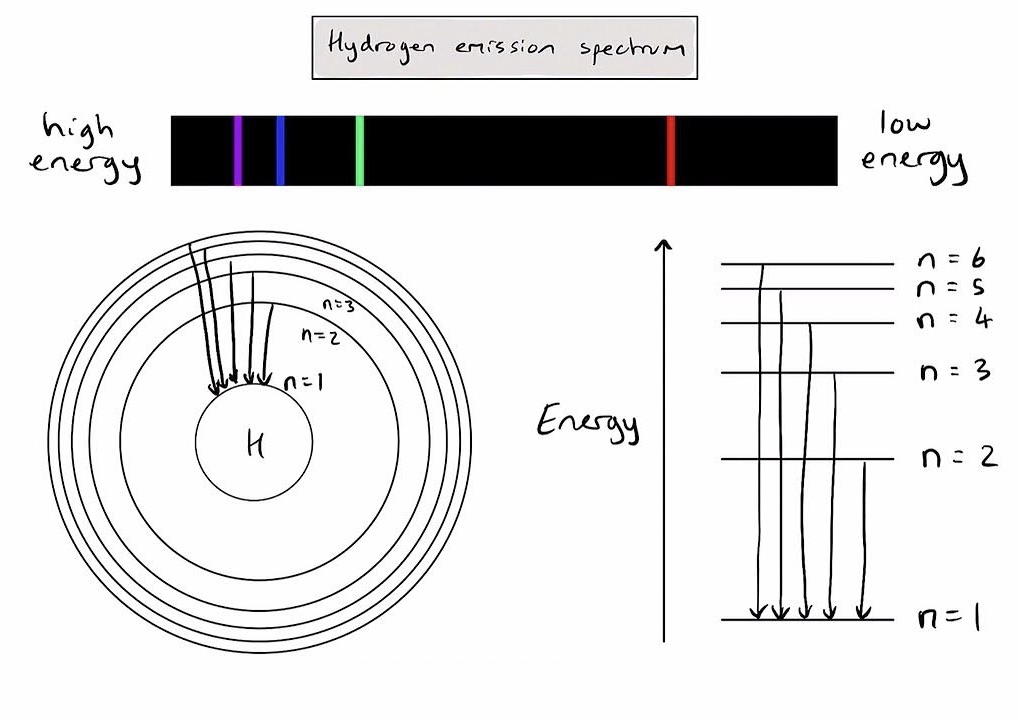 Hydrogen emission spectrum
high
energy
low
energy
n=3
n=2
n=1
H
Energy
n = 6
n = 5
n = 4
n = 3
n = 2
n = 1